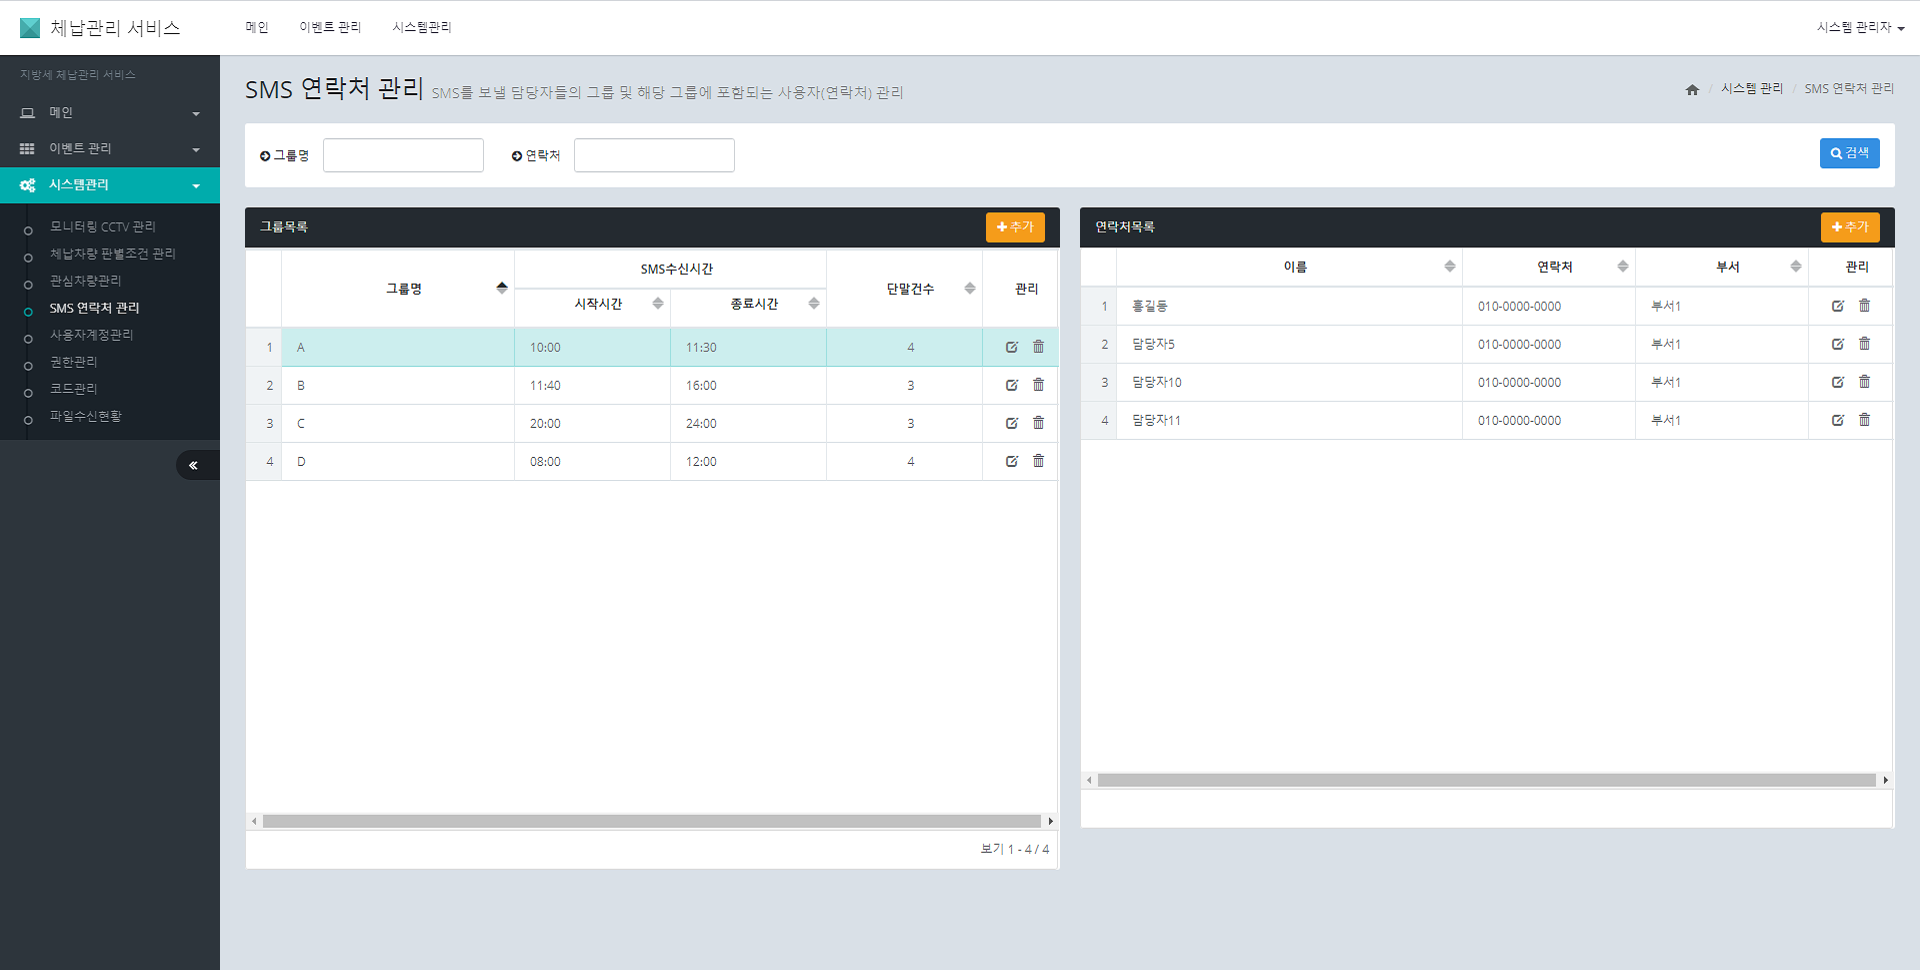 체납관리 서비스
메인 이벤트 관리 시스템관리
시스템 관리자
지방세 체납관리 서비스
메인
이벤트 관리
시스템관리
모니터링 CCTV 관리
체납차량 판별조건 관리
관심차량관리
SMS 연락처 관리
사용자계정관리
권한관리
코드관리
파일수신현황
SMS 연락처 관리 SMS를 보낼 담당자들의 그룹 및 해당 그룹에 포함되는 사용자(연락처) 관리
/ 시스템 관리 / SMS 연락처 관리
그룹명 연락처 검색
그룹목록 추가
그룹명 SMS수신시간 단말건수 관리
시작시간 종료시간
1 A 10:00 11:30 4
2 B 11:40 16:00 3
3 C 20:00 24:00 3
4 D 08:00 12:00 4
보기 1 - 4 / 4
연락처목록 추가
이름 연락처 부서 관리
1 홍길동 010-0000-0000 부서1
2 담당자5 010-0000-0000 부서1
3 담당자10 010-0000-0000 부서1
4 담당자11 010-0000-0000 부서1